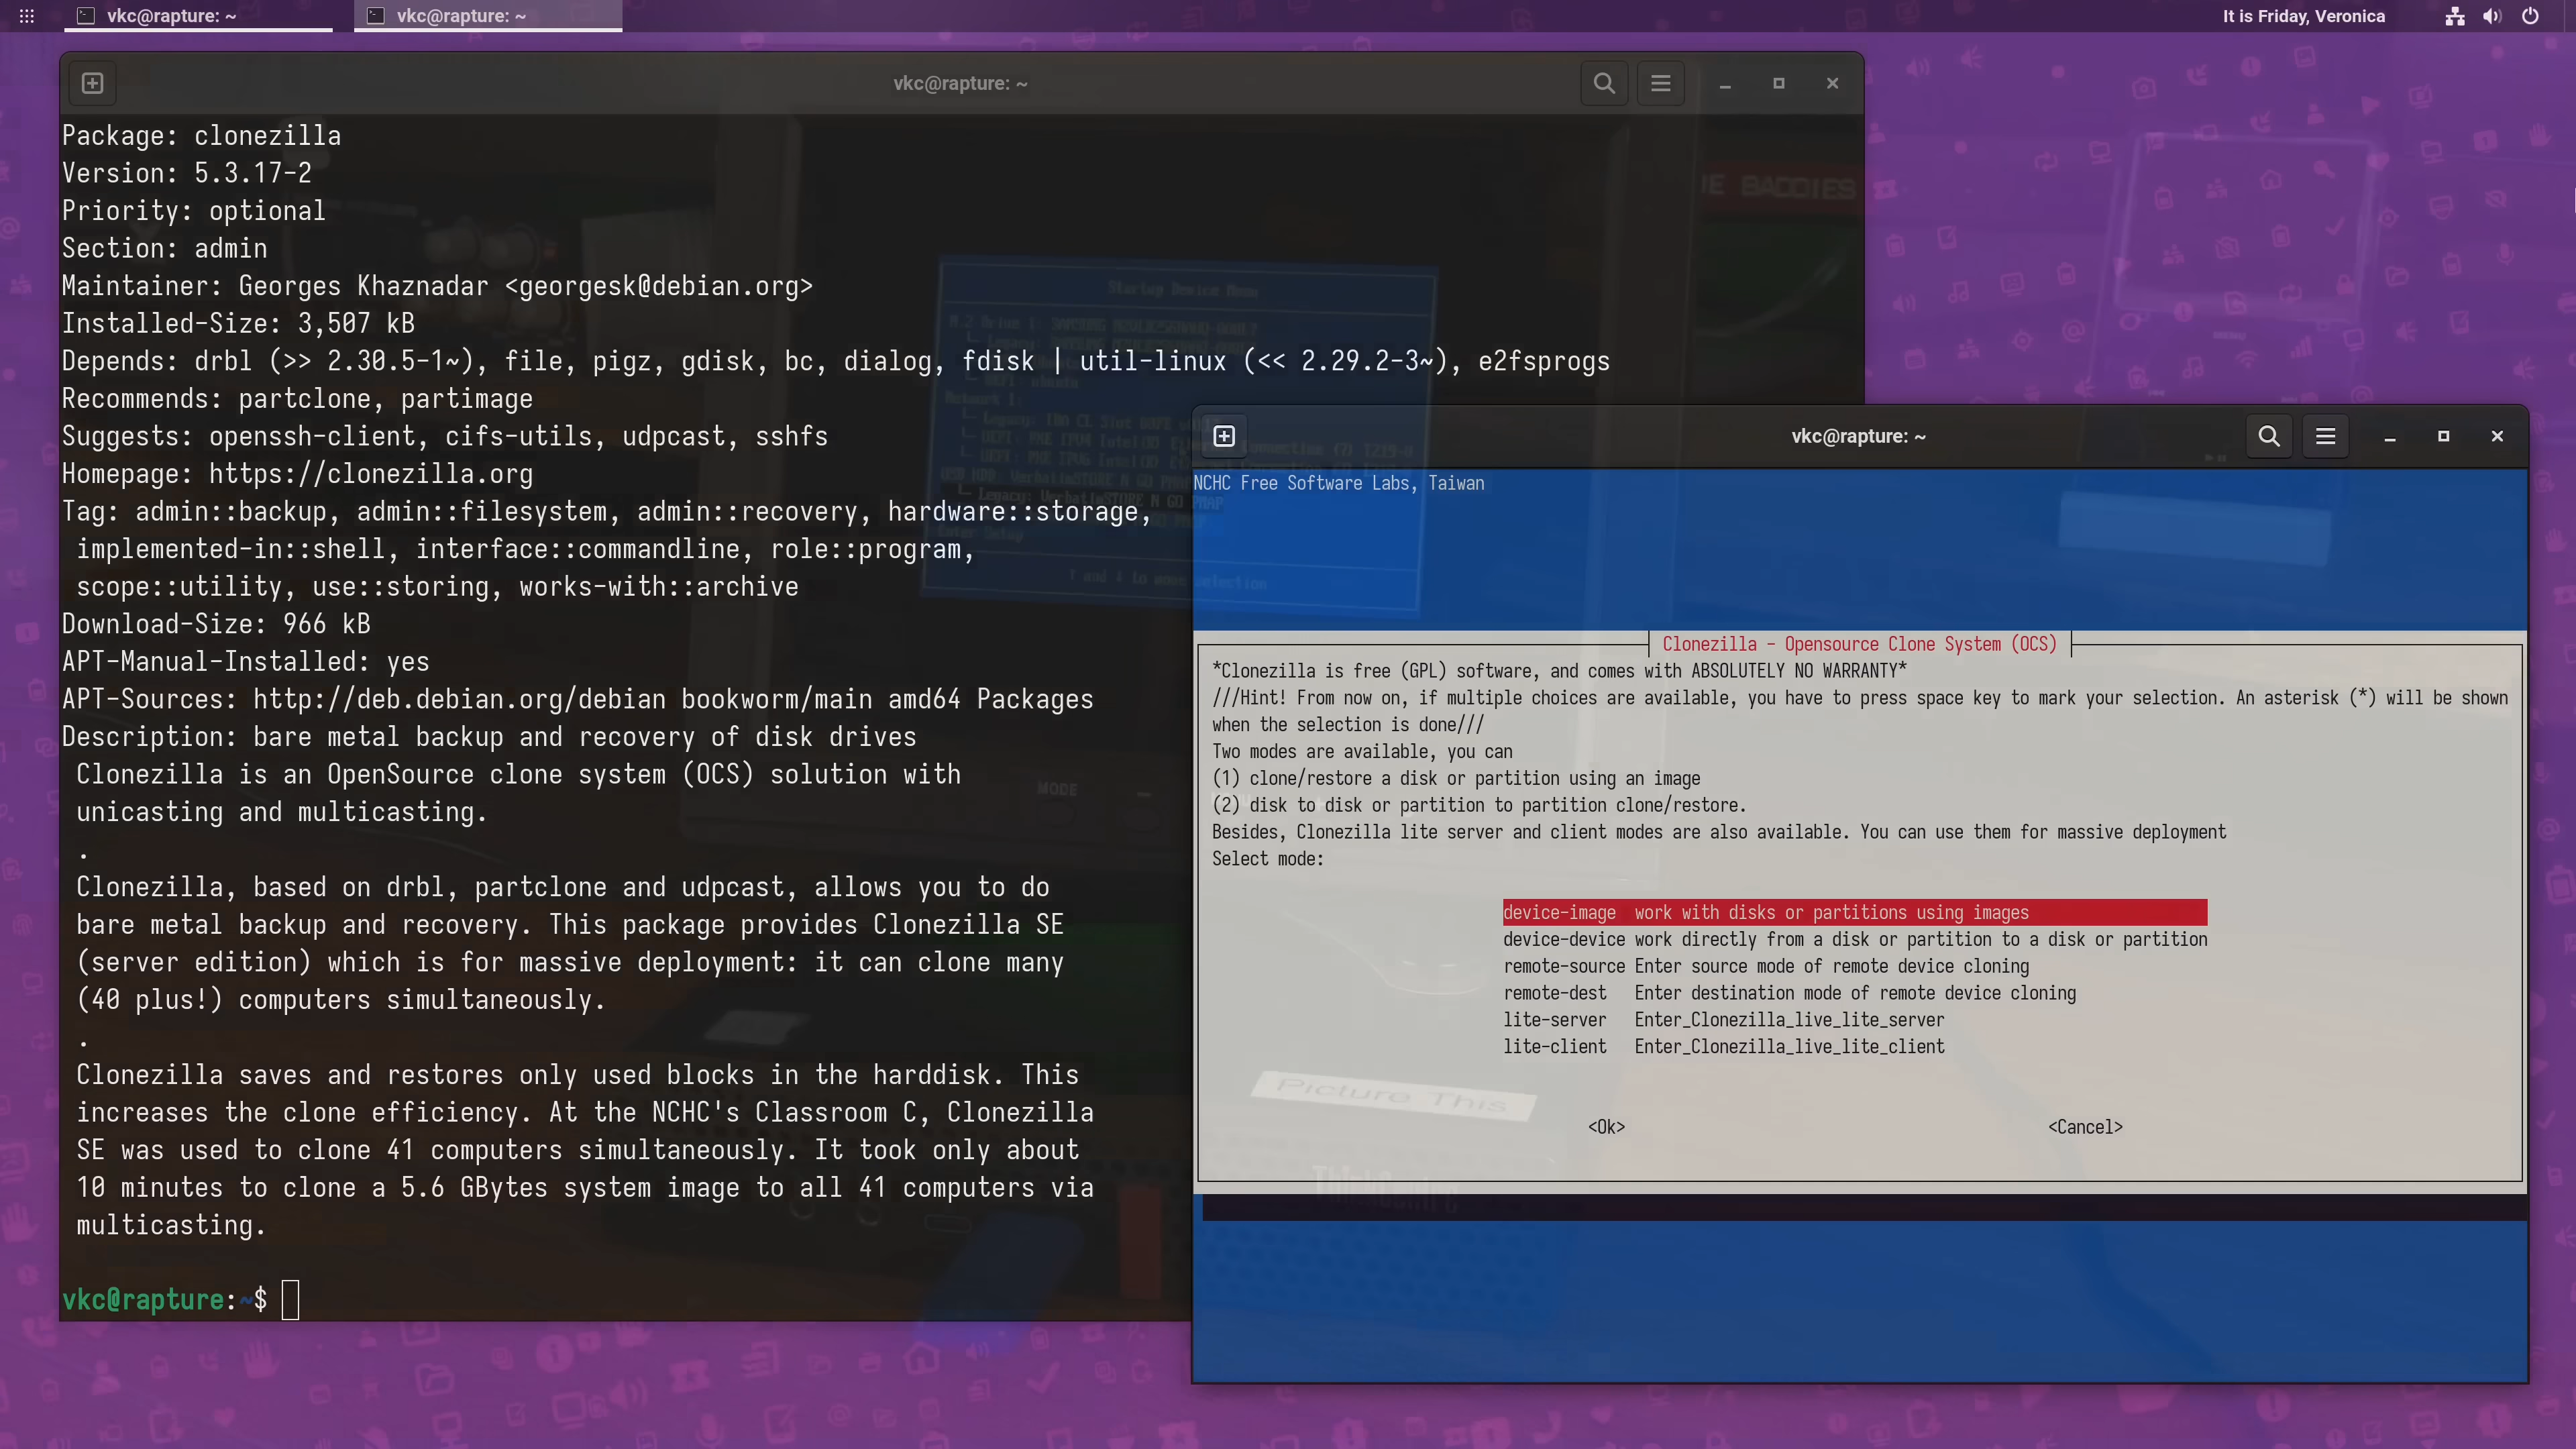 vkc@rapture: ~
vkc@rapture: ~
It is Friday, Veronica
vkc@rapture: ~
Package: clonezilla
Version: 5.3.17-2
Priority: optional
Section: admin
Maintainer: Georges Khaznadar <georgesk@debian.org>
Installed-Size: 3,507 kB
Depends: drbl (>> 2.30.5-1~), file, pigz, gdisk, bc, dialog, fdisk | util-linux (<< 2.29.2-3~), e2fsprogs
Recommends: partclone, partimage
Suggests: openssh-client, cifs-utils, udpcast, sshfs
Homepage: https://clonezilla.org
Tag: admin::backup, admin::filesystem, admin::recovery, hardware::storage,
implemented-in::shell, interface::commandline, role::program,
scope::utility, use::storing, works-with::archive
Download-Size: 966 kB
APT-Manual-Installed: yes
APT-Sources: http://deb.debian.org/debian bookworm/main amd64 Packages
Description: bare metal backup and recovery of disk drives
Clonezilla is an OpenSource clone system (OCS) solution with
unicasting and multicasting.
.
Clonezilla, based on drbl, partclone and udpcast, allows you to do
bare metal backup and recovery. This package provides Clonezilla SE
(server edition) which is for massive deployment: it can clone many
(40 plus!) computers simultaneously.
.
Clonezilla saves and restores only used blocks in the harddisk. This
increases the clone efficiency. At the NCHC's Classroom C, Clonezilla
SE was used to clone 41 computers simultaneously. It took only about
10 minutes to clone a 5.6 GBytes system image to all 41 computers via
multicasting.
vkc@rapture:~$
BADDIES
Startup Device Menu
MODE
vkc@rapture: ~
NCHC Free Software Labs, Taiwan
Clonezilla - Opensource Clone System (OCS)
*Clonezilla is free (GPL) software, and comes with ABSOLUTELY NO WARRANTY*
///Hint! From now on, if multiple choices are available, you have to press space key to mark your selection. An asterisk (*) will be shown
when the selection is done///
Two modes are available, you can
(1) clone/restore a disk or partition using an image
(2) disk to disk or partition to partition clone/restore.
Besides, Clonezilla lite server and client modes are also available. You can use them for massive deployment
Select mode:
device-image work with disks or partitions using images
device-device work directly from a disk or partition to a disk or partition
remote-source Enter source mode of remote device cloning
remote-dest Enter destination mode of remote device cloning
lite-server Enter_Clonezilla_live_lite_server
lite-client Enter_Clonezilla_live_lite_client
Picture This
<Ok> <Cancel>
ThinkCentre